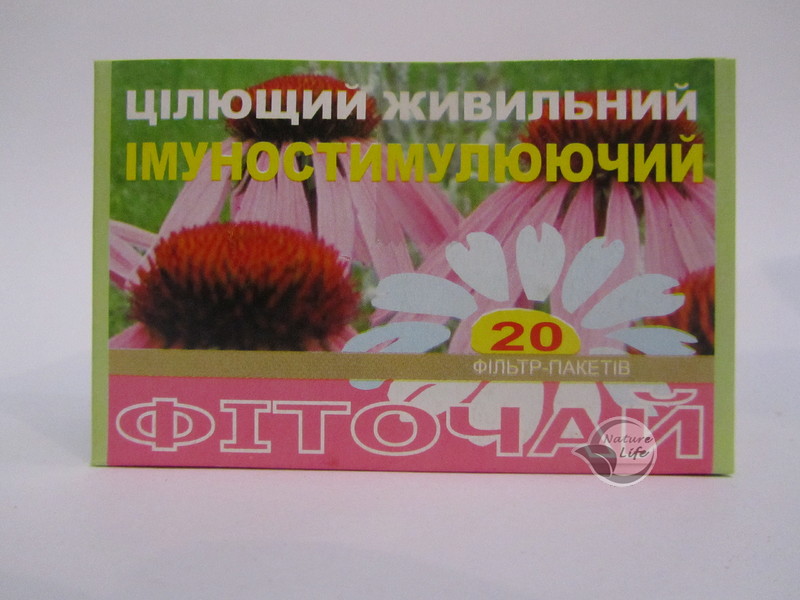 ЦІЛЮЩИЙ ЖИВИЛЬНИЙ
ІМУНОСТИМУЛЮЮЧИЙ
20
ФІЛЬТР-ПАКЕТІВ
ФІТОЧАЙ
Nature
Life